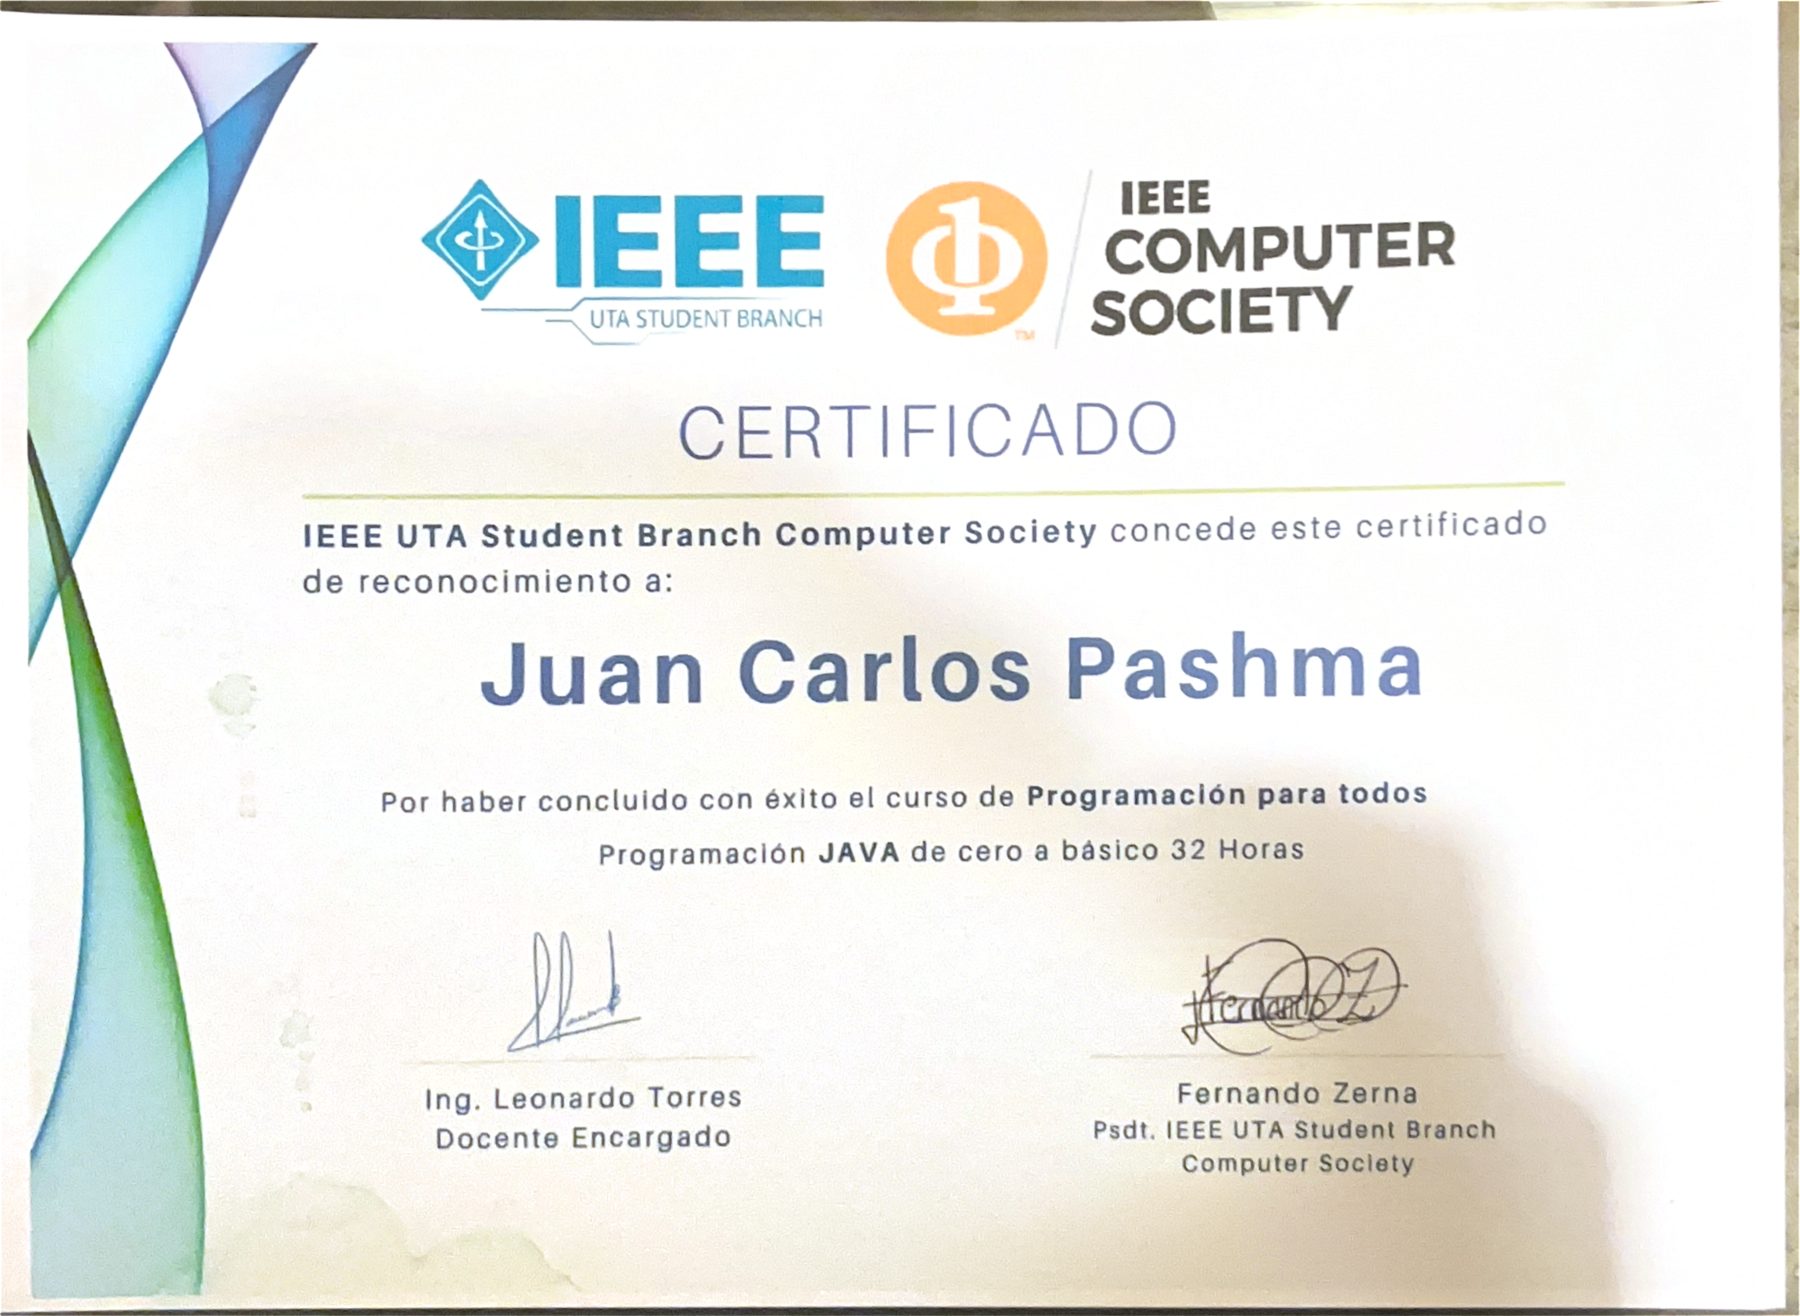 IEEE
UTA STUDENT BRANCH
IEEE
COMPUTER
SOCIETY
TM
CERTIFICADO
IEEE UTA Student Branch Computer Society concede este certificado
de reconocimiento a:
Juan Carlos Pashma
Por haber concluido con éxito el curso de Programación para todos
Programación JAVA de cero a básico 32 Horas
Fernando Z
Ing. Leonardo Torres
Docente Encargado
Fernando Zerna
Psdt. IEEE UTA Student Branch
Computer Society